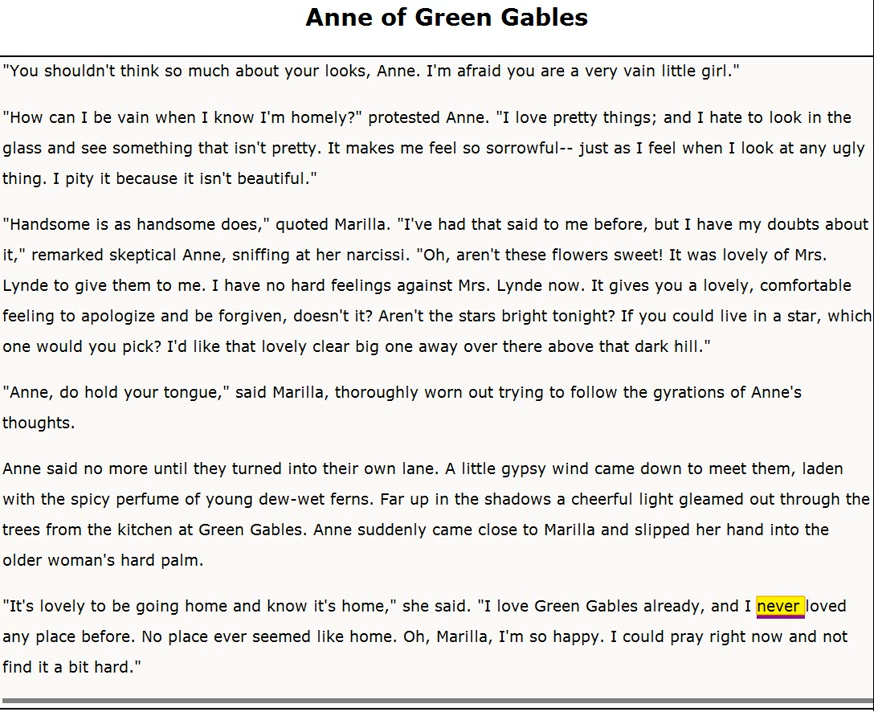 Anne of Green Gables
"You shouldn't think so much about your looks, Anne. I'm afraid you are a very vain little girl."
"How can I be vain when I know I'm homely?" protested Anne. "I love pretty things; and I hate to look in the
glass and see something that isn't pretty. It makes me feel so sorrowful-- just as I feel when I look at any ugly
thing. I pity it because it isn't beautiful."
"Handsome is as handsome does," quoted Marilla. "I've had that said to me before, but I have my doubts about
it," remarked skeptical Anne, sniffing at her narcissi. "Oh, aren't these flowers sweet! It was lovely of Mrs.
Lynde to give them to me. I have no hard feelings against Mrs. Lynde now. It gives you a lovely, comfortable
feeling to apologize and be forgiven, doesn't it? Aren't the stars bright tonight? If you could live in a star, which
one would you pick? I'd like that lovely clear big one away over there above that dark hill."
"Anne, do hold your tongue," said Marilla, thoroughly worn out trying to follow the gyrations of Anne's
thoughts.
Anne said no more until they turned into their own lane. A little gypsy wind came down to meet them, laden
with the spicy perfume of young dew-wet ferns. Far up in the shadows a cheerful light gleamed out through the
trees from the kitchen at Green Gables. Anne suddenly came close to Marilla and slipped her hand into the
older woman's hard palm.
"It's lovely to be going home and know it's home," she said. "I love Green Gables already, and I never loved
any place before. No place ever seemed like home. Oh, Marilla, I'm so happy. I could pray right now and not
find it a bit hard."